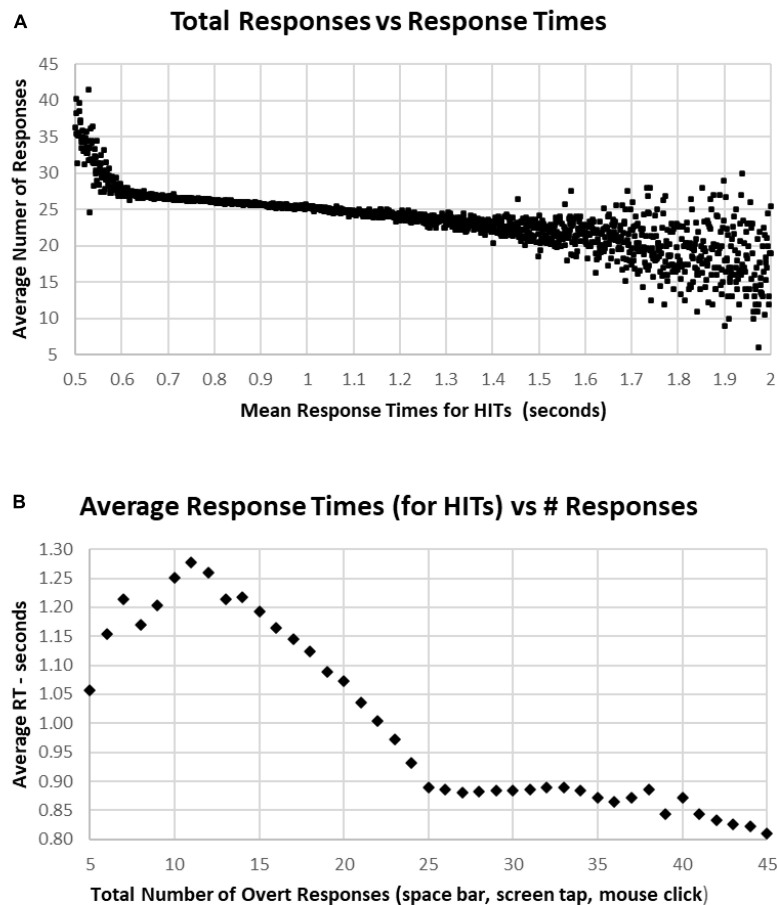 A
Total Responses vs Response Times
Average Numer of Responses
45
40
35
30
25
20
15
10
5
0.5 0.6 0.7 0.8 0.9 1 1.1 1.2 1.3 1.4 1.5 1.6 1.7 1.8 1.9 2
Mean Response Times for HITs (seconds)
B
Average Response Times (for HITs) vs # Responses
Average RT - seconds
1.30
1.25
1.20
1.15
1.10
1.05
1.00
0.95
0.90
0.85
0.80
5 10 15 20 25 30 35 40 45
Total Number of Overt Responses (space bar, screen tap, mouse click)